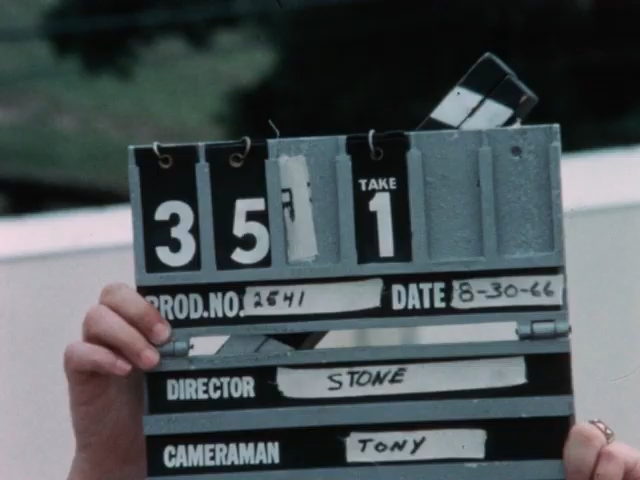 35 TAKE 1
PROD.NO. 2541 DATE 8-30-66
DIRECTOR STONE
CAMERAMAN TONY